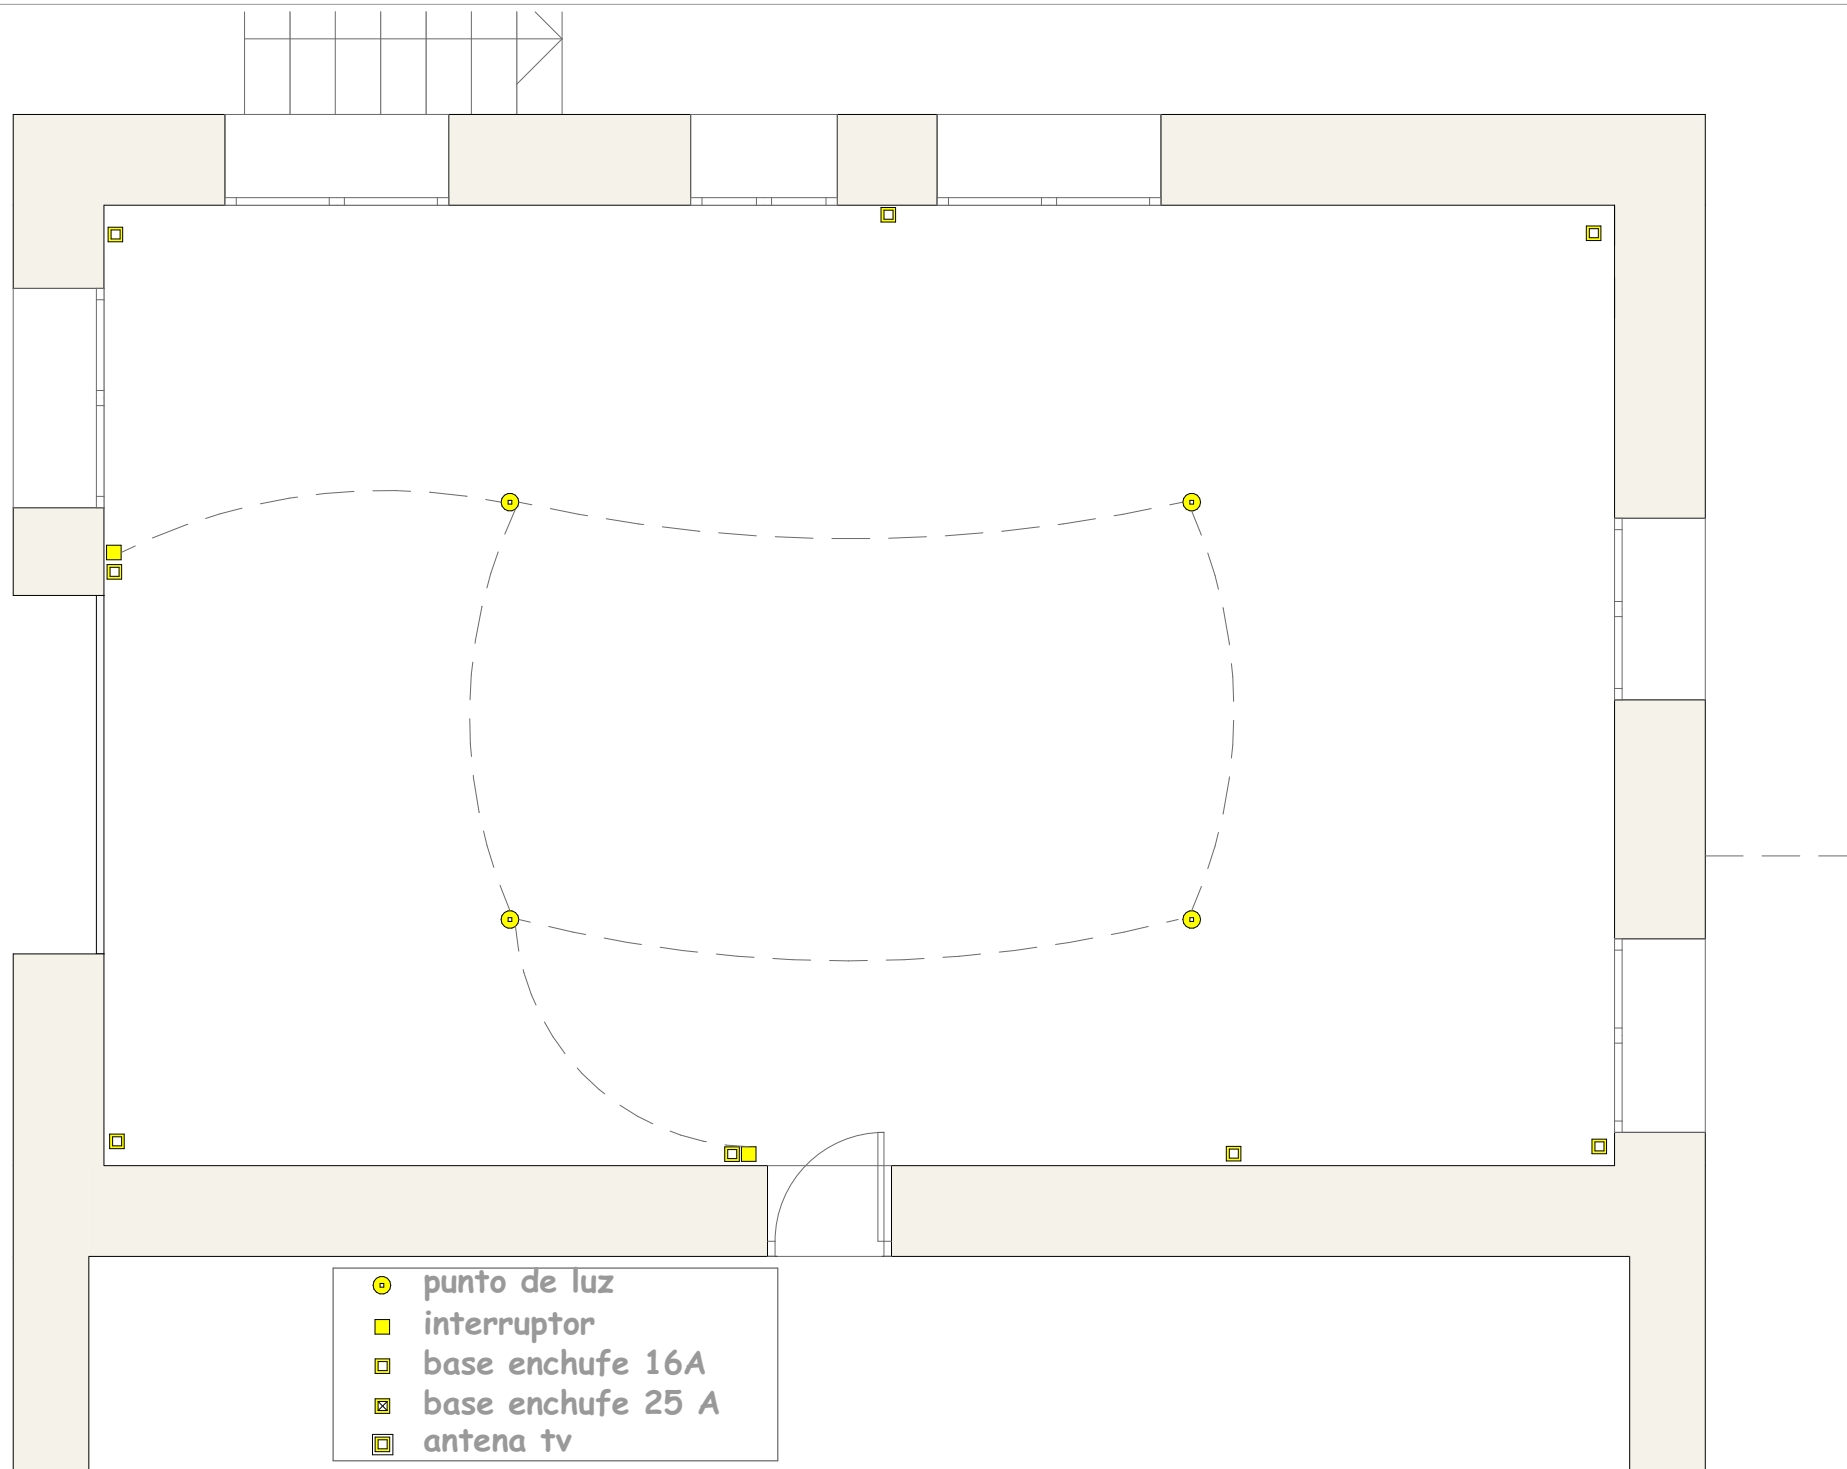 punto de luz
interruptor
base enchufe 16A
base enchufe 25 A
antena tv